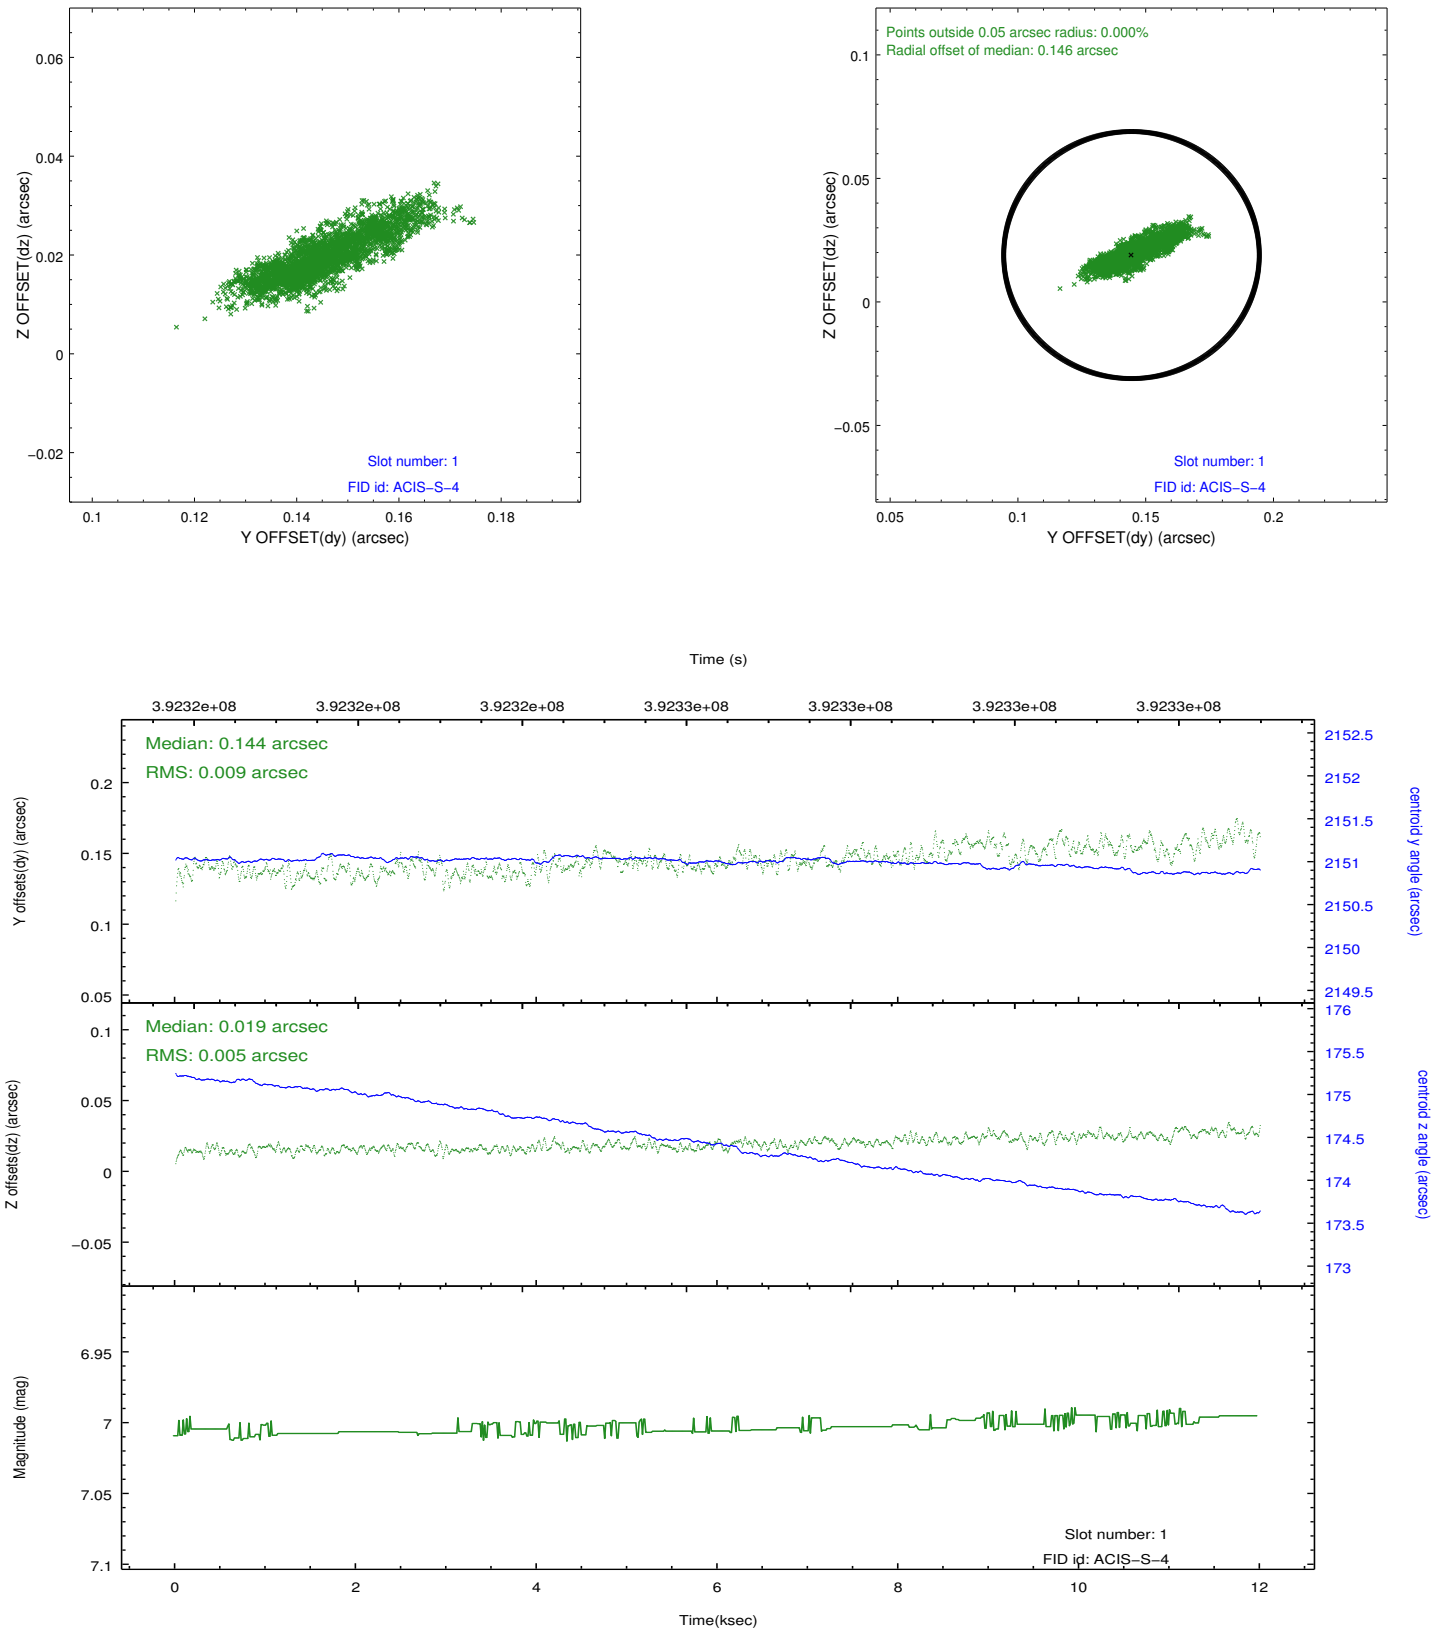 0.06
0.04
0.02
0
−0.02
Z OFFSET(dz) (arcsec)
Slot number: 1
FID id: ACIS−S−4
0.1 0.12 0.14 0.16 0.18
Y OFFSET(dy) (arcsec)
Points outside 0.05 arcsec radius: 0.000%
Radial offset of median: 0.146 arcsec
0.1
0.05
0
−0.05
Z OFFSET(dz) (arcsec)
Slot number: 1
FID id: ACIS−S−4
0.05 0.1 0.15 0.2
Y OFFSET(dy) (arcsec)
Time (s)
3.9232e+08 3.9232e+08 3.9232e+08 3.9233e+08 3.9233e+08 3.9233e+08 3.9233e+08
Median: 0.144 arcsec
RMS: 0.009 arcsec
0.2
0.15
0.1
0.05
Y offsets(dy) (arcsec)
2152.5
2152
2151.5
2151
2150.5
2150
2149.5
centroid y angle (arcsec)
Median: 0.019 arcsec
RMS: 0.005 arcsec
0.1
0.05
0
−0.05
Z offsets(dz) (arcsec)
176
175.5
175
174.5
174
173.5
173
centroid z angle (arcsec)
6.95
7
7.05
7.1
Magnitude (mag)
Slot number: 1
FID id: ACIS−S−4
0 2 4 6 8 10 12
Time(ksec)